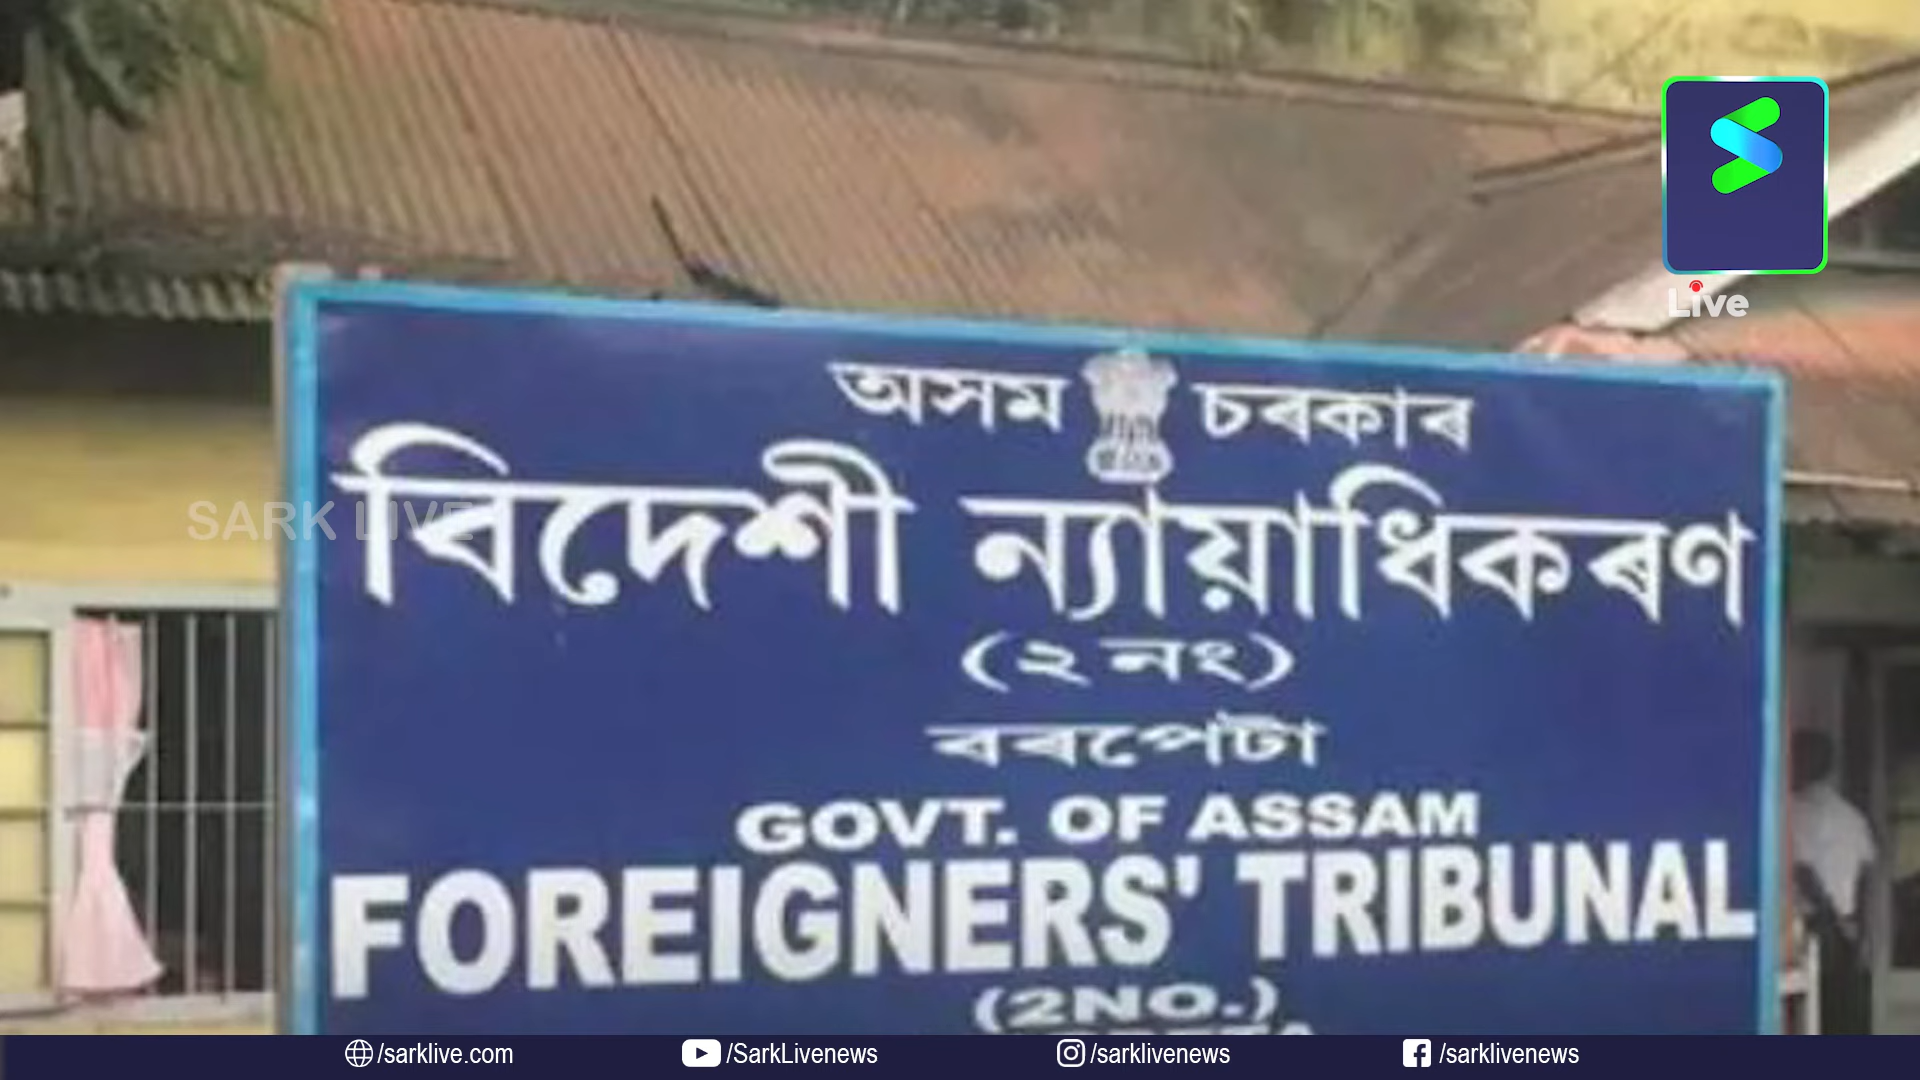 Live
অসম চৰকাৰ
বিদেশী ন্যায়াধিকৰণ
SARK LIVE
(২ নং)
বৰপেটা
GOVT. OF ASSAM
FOREIGNERS' TRIBUNAL
(2NO.)
/sarklive.com /SarkLivenews /sarklivenews /sarklivenews